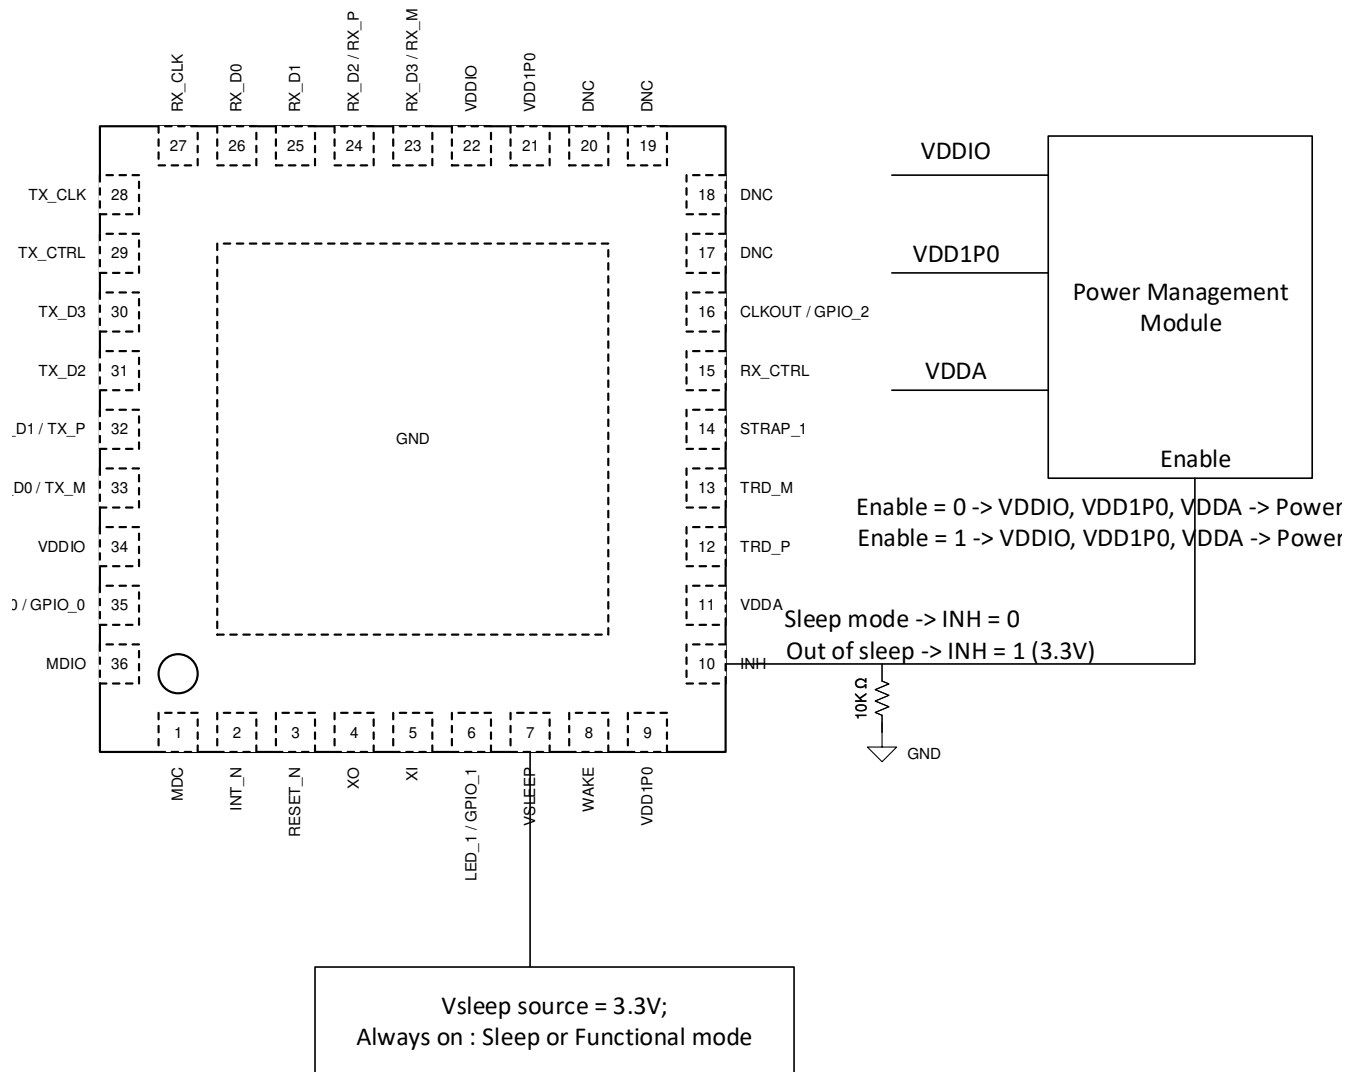 RX_CLK
RX_D0
RX_D1
RX_D2 / RX_P
RX_D3 / RX_M
VDDIO
VDD1P0
DNC
DNC
27
26
25
24
23
22
21
20
19
TX_CLK
28
TX_CTRL
29
TX_D3
30
TX_D2
31
_D1 / TX_P
32
_D0 / TX_M
33
VDDIO
34
0 / GPIO_0
35
MDIO
36
GND
18
DNC
17
DNC
16
CLKOUT / GPIO_2
15
RX_CTRL
14
STRAP_1
13
TRD_M
12
TRD_P
11
VDDA
10
INH
1
2
3
4
5
6
7
8
9
MDC
INT_N
RESET_N
XO
XI
LED_1 / GPIO_1
VSLEEP
WAKE
VDD1P0
VDDIO
VDD1P0
VDDA
Power Management
Module
Enable
Enable = 0 -> VDDIO, VDD1P0, VDDA -> Power
Enable = 1 -> VDDIO, VDD1P0, VDDA -> Power
Sleep mode -> INH = 0
Out of sleep -> INH = 1 (3.3V)
10K Ω
GND
Vsleep source = 3.3V;
Always on : Sleep or Functional mode